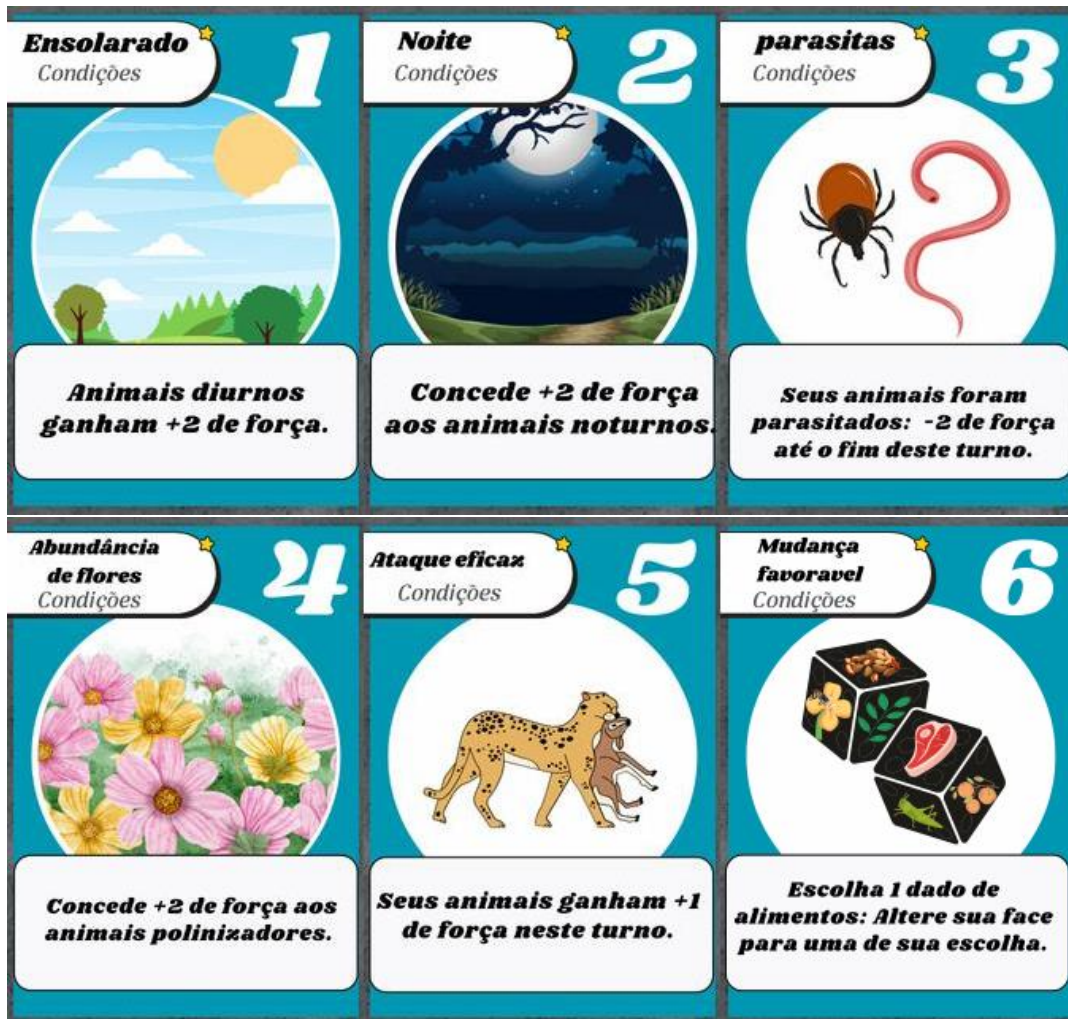 Ensolarado
Condições
1
Animais diurnos
ganham +2 de força.
Noite
Condições
2
Concede +2 de força
aos animais noturnos.
parasitas
Condições
3
Seus animais foram
parasitados: -2 de força
até o fim deste turno.
Abundância
de flores
Condições
4
Concede +2 de força aos
animais polinizadores.
Ataque eficaz
Condições
5
Seus animais ganham +1
de força neste turno.
Mudança
favoravel
Condições
6
Escolha 1 dado de
alimentos: Altere sua face
para uma de sua escolha.